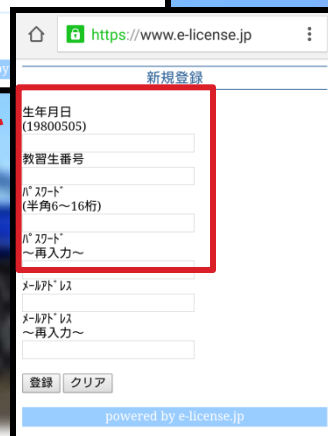 https://www.e-license.jp
新規登録
生年月日
(19800505)
教習生番号
ﾊﾟｽﾜｰﾄﾞ
(半角6～16桁)
ﾊﾟｽﾜｰﾄﾞ
～再入力～
ﾒｰﾙｱﾄﾞﾚｽ
ﾒｰﾙｱﾄﾞﾚｽ
～再入力～
登録 クリア
powered by e-license.jp